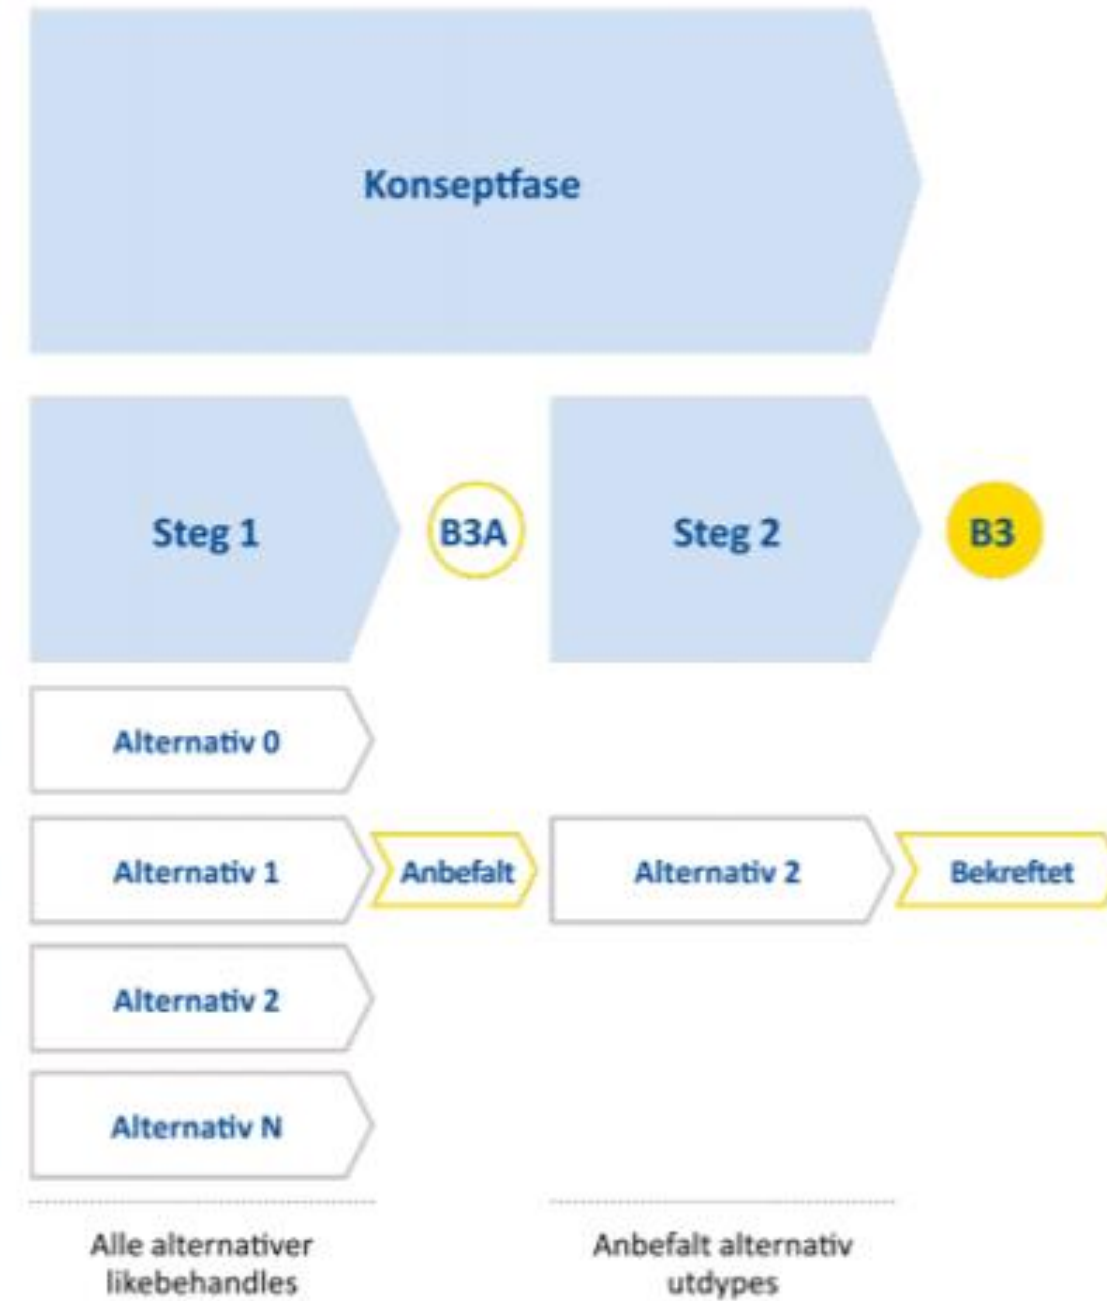 Konseptfase
Steg 1
B3A
Steg 2
B3
Alternativ 0
Alternativ 1
Anbefalt
Alternativ 2
Bekreftet
Alternativ 2
Alternativ N
Alle alternativer
likebehandles
Anbefalt alternativ
utdypes